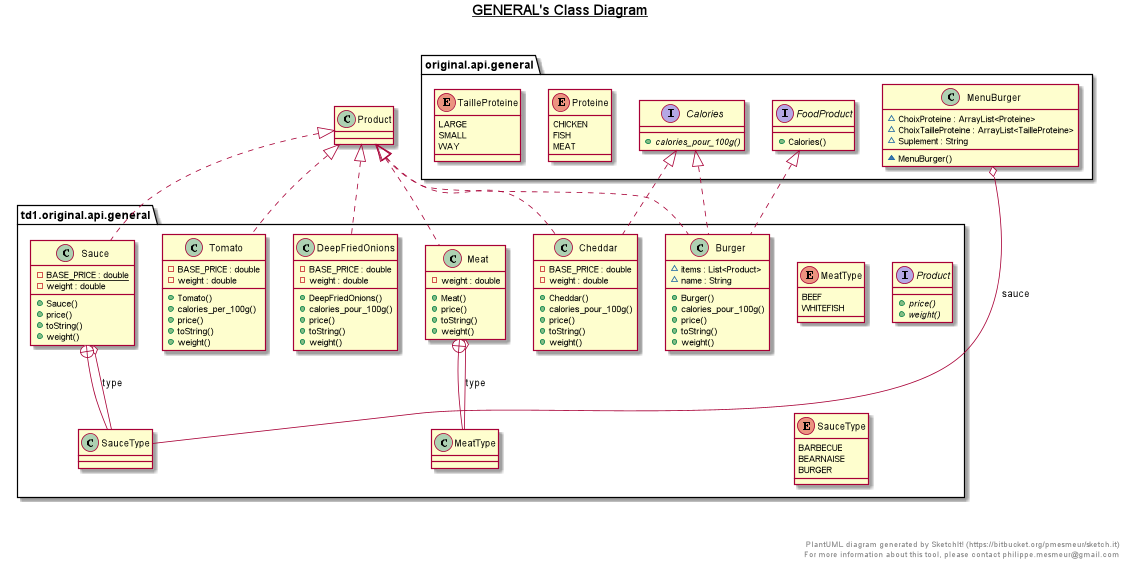 GENERAL's Class Diagram
original.api.general
E TailleProteine
LARGE
SMALL
WAY
E Proteine
CHICKEN
FISH
MEAT
I Calories
calories_pour_100g()
I FoodProduct
Calories()
C MenuBurger
ChoixProteine : ArrayList<Proteine>
ChoixTailleProteine : ArrayList<TailleProteine>
Suplement : String
MenuBurger()
C Product
td1.original.api.general
C Sauce
BASE_PRICE : double
weight : double
Sauce()
price()
toString()
weight()
C Tomato
BASE_PRICE : double
weight : double
Tomato()
calories_per_100g()
price()
toString()
weight()
C DeepFriedOnions
BASE_PRICE : double
weight : double
DeepFriedOnions()
calories_pour_100g()
price()
toString()
weight()
C Meat
weight : double
Meat()
price()
toString()
weight()
C Cheddar
BASE_PRICE : double
weight : double
Cheddar()
calories_pour_100g()
price()
toString()
weight()
C Burger
items : List<Product>
name : String
Burger()
calories_pour_100g()
price()
toString()
weight()
E MeatType
BEEF
WHITEFISH
I Product
price()
weight()
sauce
type
type
C SauceType
C MeatType
E SauceType
BARBECUE
BEARNAISE
BURGER
PlantUML diagram generated by SketchIt! (https://bitbucket.org/pmesmeur/sketch.it)
For more information about this tool, please contact philippe.mesmeur@gmail.com